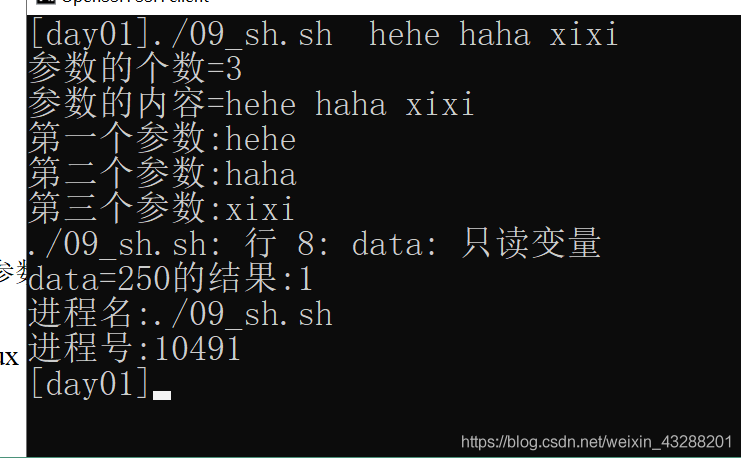 OpenSSH SSH client
[day01]./09_sh.sh  hehe haha xixi
参数的个数=3
参数的内容=hehe haha xixi
第一个参数:hehe
第二个参数:haha
第三个参数:xixi
./09_sh.sh: 行 8: data: 只读变量
参数
data=250的结果:1
进程名:./09_sh.sh
ux
进程号:10491
[day01]
https://blog.csdn.net/weixin_43288201